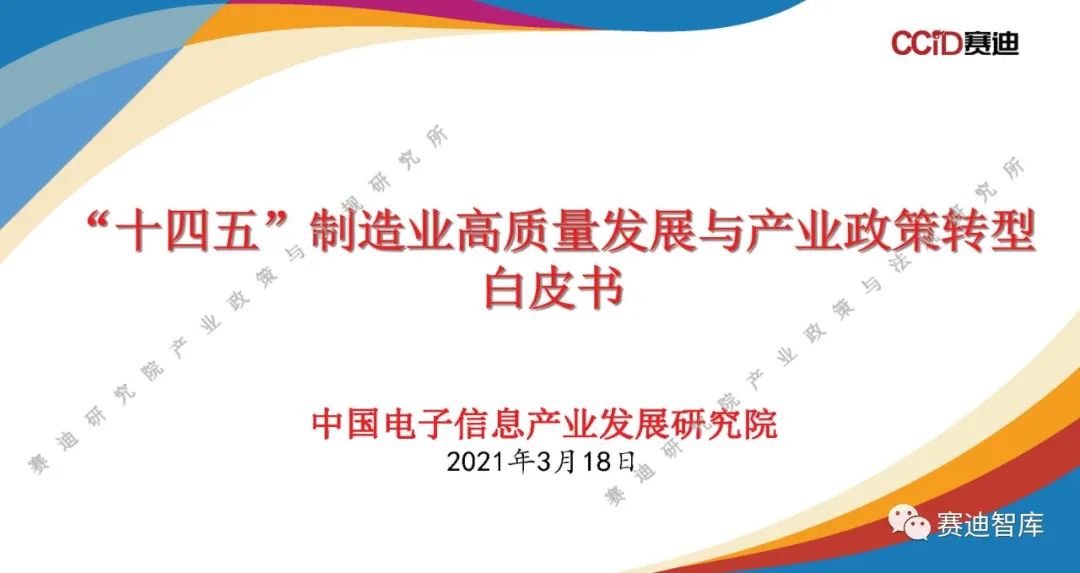 CCID赛迪
“十四五”制造业高质量发展与产业政策转型
白皮书
中国电子信息产业发展研究院
2021年3月18日
赛迪研究院产业政策与法规研究所
赛迪研究院产业政策与法规研究所
赛迪智库